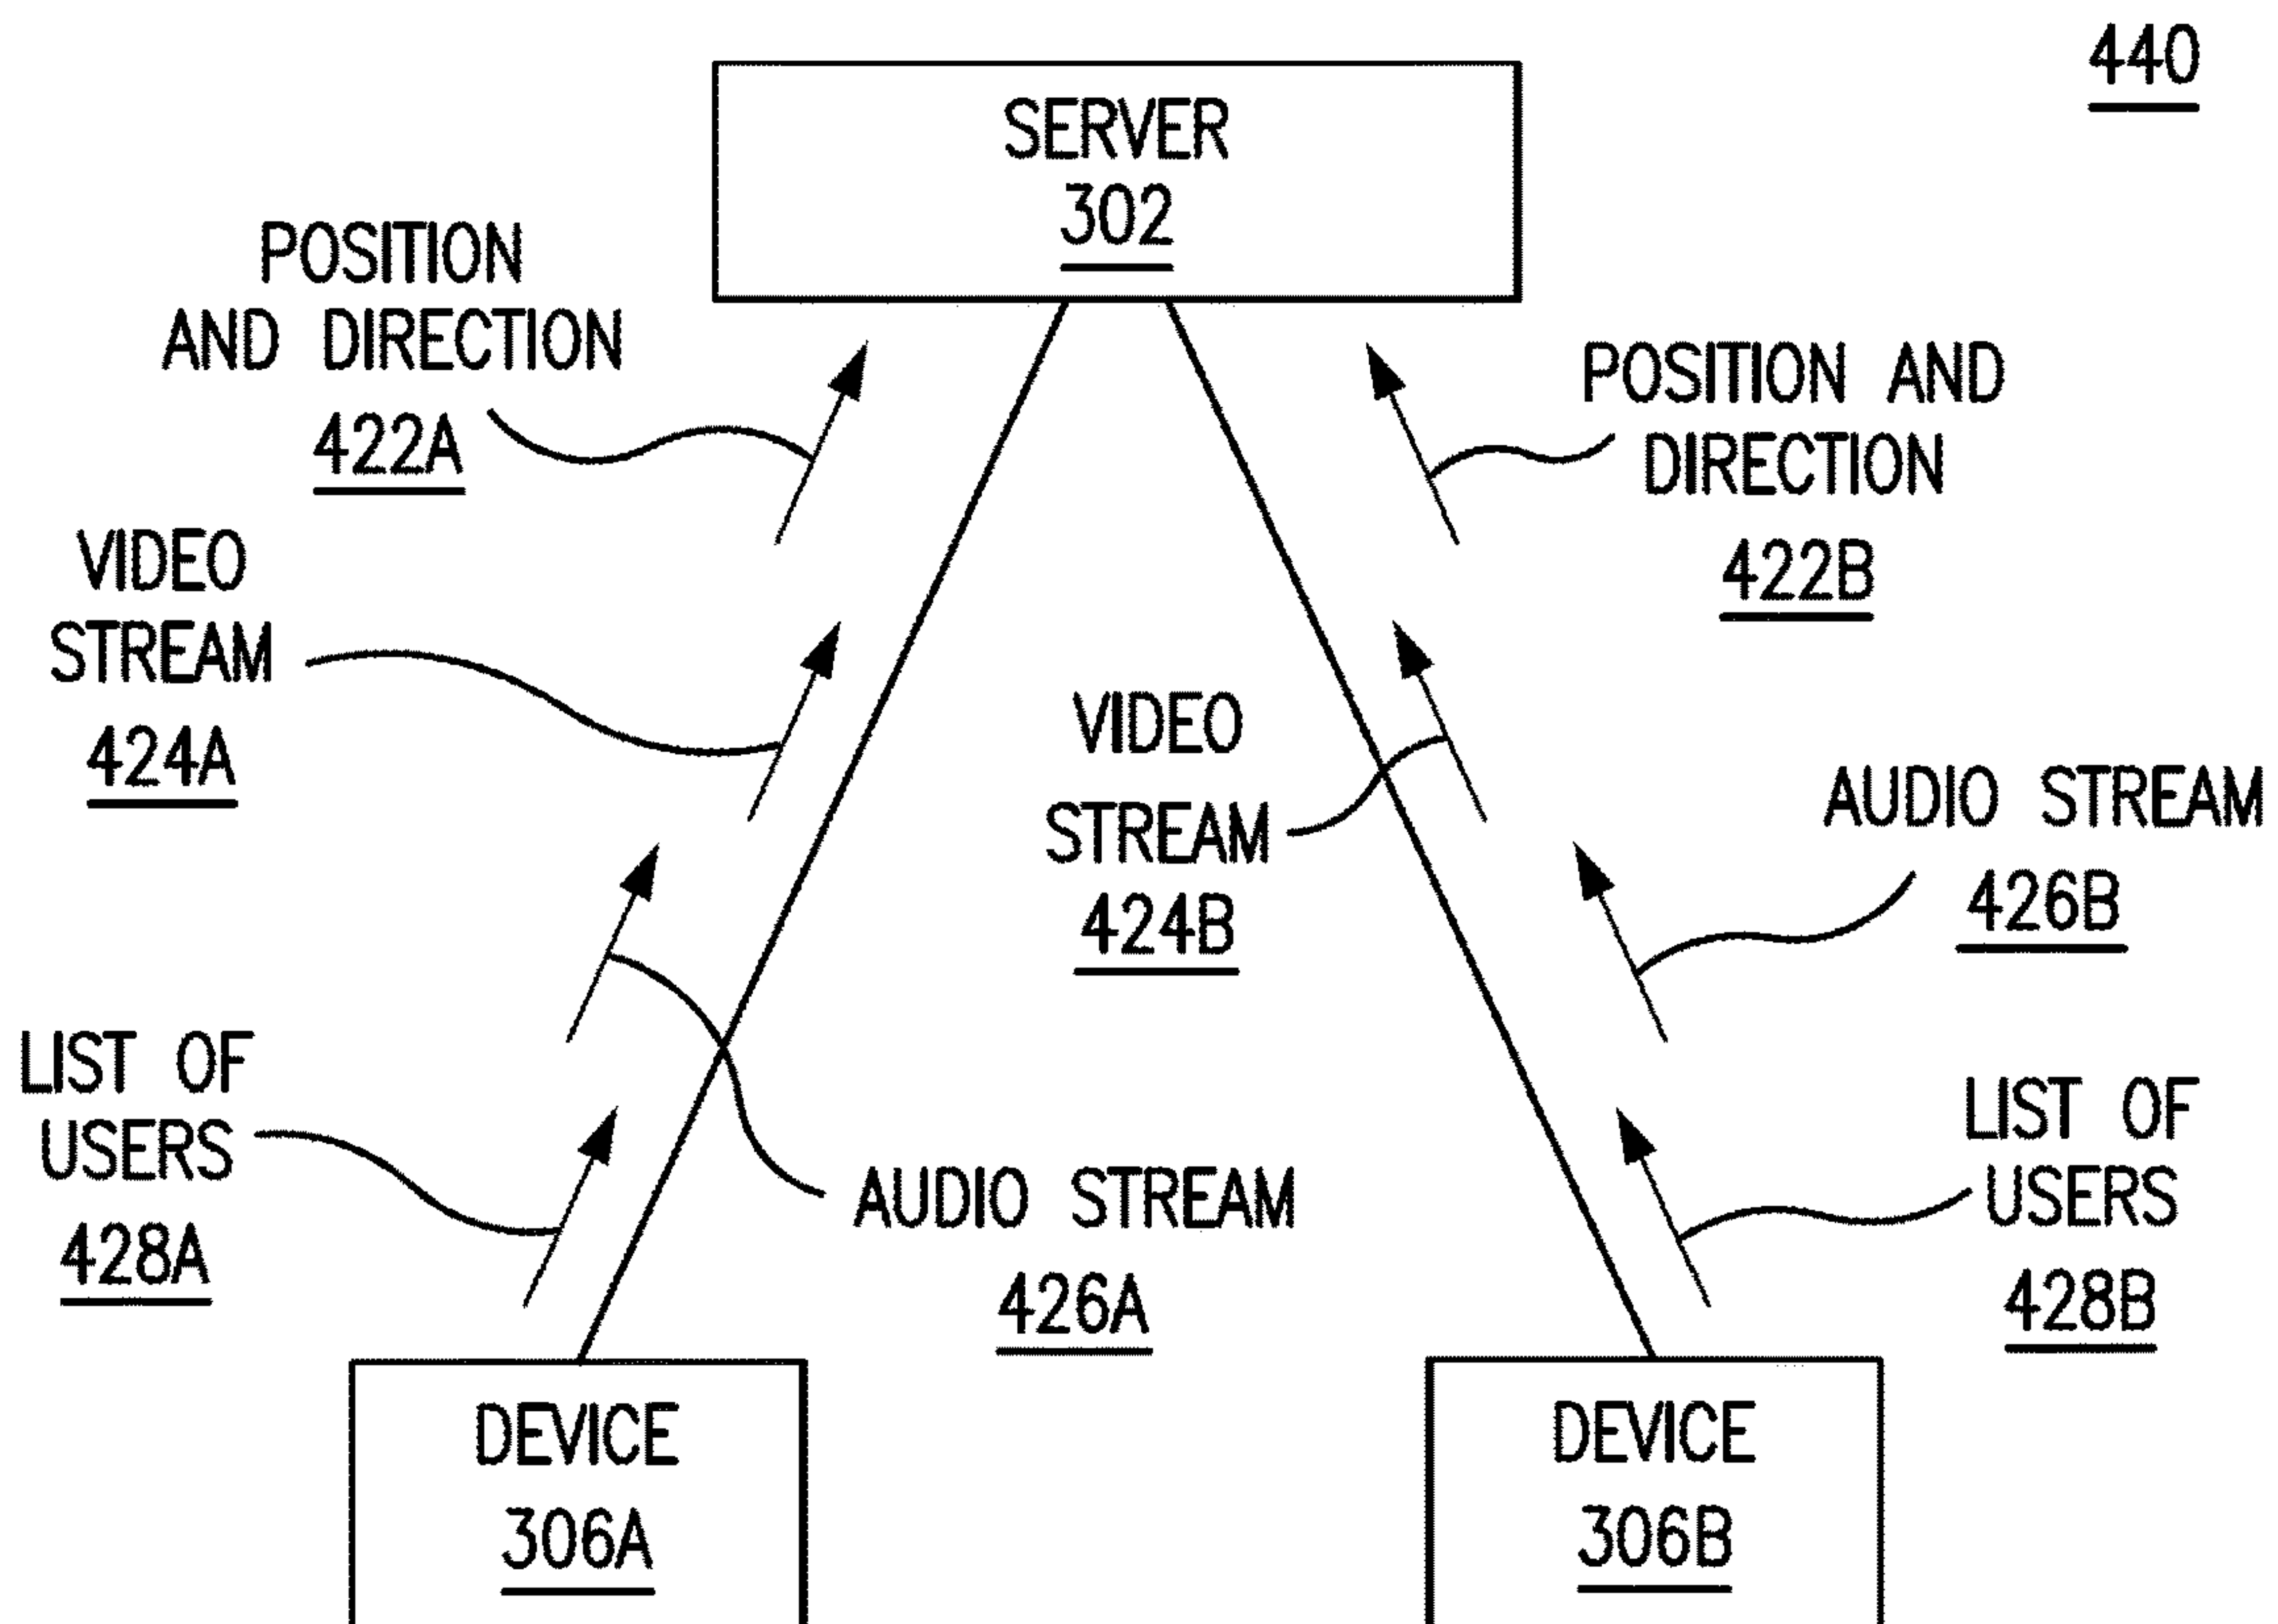 440
SERVER
302
POSITION
AND DIRECTION
422A
POSITION AND
DIRECTION
422B
VIDEO
STREAM
424A
VIDEO
STREAM
424B
AUDIO STREAM
426B
LIST OF
USERS
428A
AUDIO STREAM
426A
LIST OF
USERS
428B
DEVICE
306A
DEVICE
306B